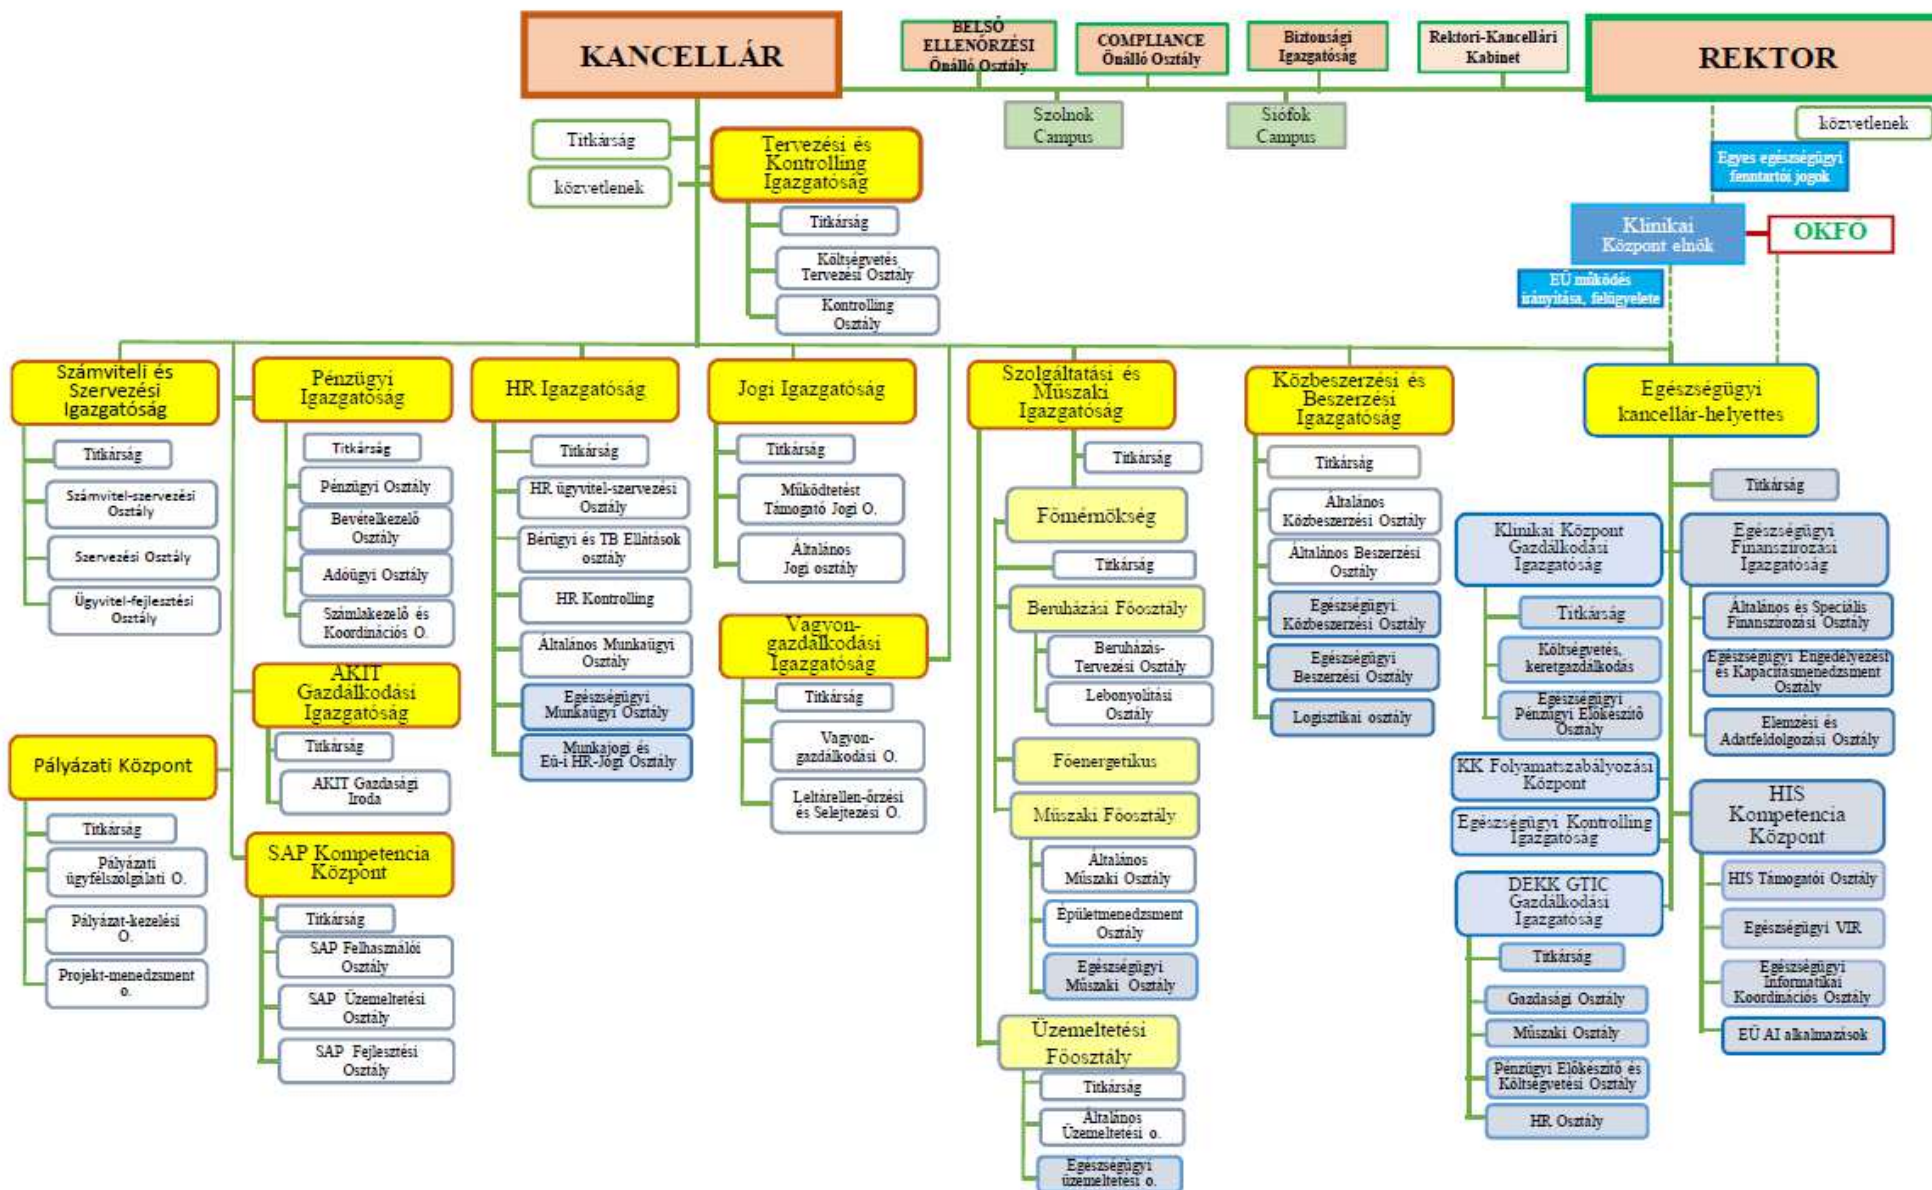 KANCELLÁR
BELSŐ
ELLENŐRZÉSI
Önálló Osztály
COMPLIANCE
Önálló Osztály
Biztonsági
Igazgatóság
Rektori-Kancellári
Kabinet
REKTOR
Szolnok
Campus
Siófok
Campus
közvetlenek
Titkárság
közvetlenek
Tervezési és
Kontrolling
Igazgatóság
Titkárság
Költségvetés
Tervezési Osztály
Kontrolling
Osztály
Egyes egészségügyi
fenntartói jogok
Klinikai
Központ elnök
OKFŐ
EÜ működés
irányítása, felügyelete
Számviteli és
Szervezési
Igazgatóság
Titkárság
Számvitel-szervezési
Osztály
Szervezési Osztály
Ügyvitel-fejlesztési
Osztály
Pályázati Központ
Titkárság
Pályázati
ügyfélszolgálati O.
Pályázat-kezelési
O.
Projekt-menedzsment
o.
Pénzügyi
Igazgatóság
Titkárság
Pénzügyi Osztály
Bevételkezelő
Osztály
Adóügyi Osztály
Számlakezelő és
Koordinációs O.
AKIT
Gazdálkodási
Igazgatóság
Titkárság
AKIT Gazdasági
Iroda
SAP Kompetencia
Központ
Titkárság
SAP Felhasználói
Osztály
SAP Üzemeltetési
Osztály
SAP Fejlesztési
Osztály
HR Igazgatóság
Titkárság
HR ügyvitel-szervezési
Osztály
Bérügyi és TB Ellátások
osztály
HR Kontrolling
Általános Munkaügyi
Osztály
Egészségügyi
Munkaügyi Osztály
Munkajogi és
Eü-i HR-Jogi Osztály
Jogi Igazgatóság
Titkárság
Működtetést
Támogató Jogi O.
Általános
Jogi osztály
Vagyon-
gazdálkodási
Igazgatóság
Titkárság
Vagyon-
gazdálkodási O.
Leltárellen-őrzési
és Selejtezési O.
Szolgáltatási és
Műszaki
Igazgatóság
Titkárság
Főmérnökség
Titkárság
Beruházási Főosztály
Beruházás-
Tervezési Osztály
Lebonyolítási
Osztály
Főenergetikus
Műszaki Főosztály
Általános
Műszaki Osztály
Épületmenedzsment
Osztály
Egészségügyi
Műszaki Osztály
Üzemeltetési
Főosztály
Titkárság
Általános
Üzemeltetési o.
Egészségügyi
üzemeltetési o.
Közbeszerzési és
Beszerzési
Igazgatóság
Titkárság
Általános
Közbeszerzési Osztály
Általános Beszerzési
Osztály
Egészségügyi
Közbeszerzési Osztály
Egészségügyi
Beszerzési Osztály
Logisztikai osztály
Egészségügyi
kancellár-helyettes
Titkárság
Klinikai Központ
Gazdálkodási
Igazgatóság
Titkárság
Költségvetés,
keretgazdálkodás
Egészségügyi
Pénzügyi Előkészítő
Osztály
KK Folyamatszabályozási
Központ
Egészségügyi Kontrolling
Igazgatóság
DEKK GTIC
Gazdálkodási
Igazgatóság
Titkárság
Gazdasági Osztály
Műszaki Osztály
Pénzügyi Előkészítő és
Költségvetési Osztály
HR Osztály
Egészségügyi
Finanszírozási
Igazgatóság
Általános és Speciális
Finanszírozási Osztály
Egészségügyi Engedélyezési
és Kapacitásmenedzsment
Osztály
Elemzési és
Adatfeldolgozási Osztály
HIS
Kompetencia
Központ
HIS Támogatói Osztály
Egészségügyi VIR
Egészségügyi
Informatikai
Koordinációs Osztály
EÜ AI alkalmazások